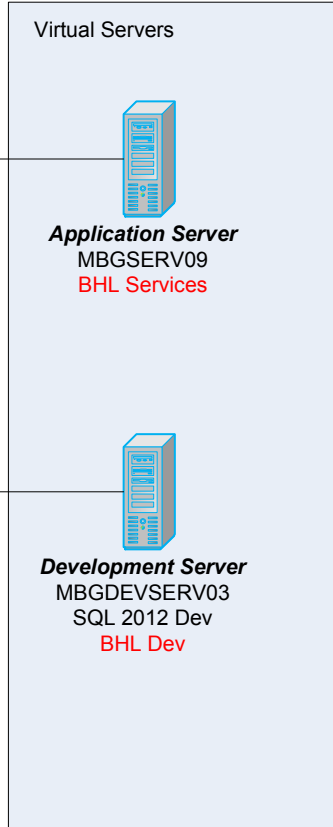 Virtual Servers
Application Server
MBGSERV09
BHL Services
Development Server
MBGDEVSERV03
SQL 2012 Dev
BHL Dev